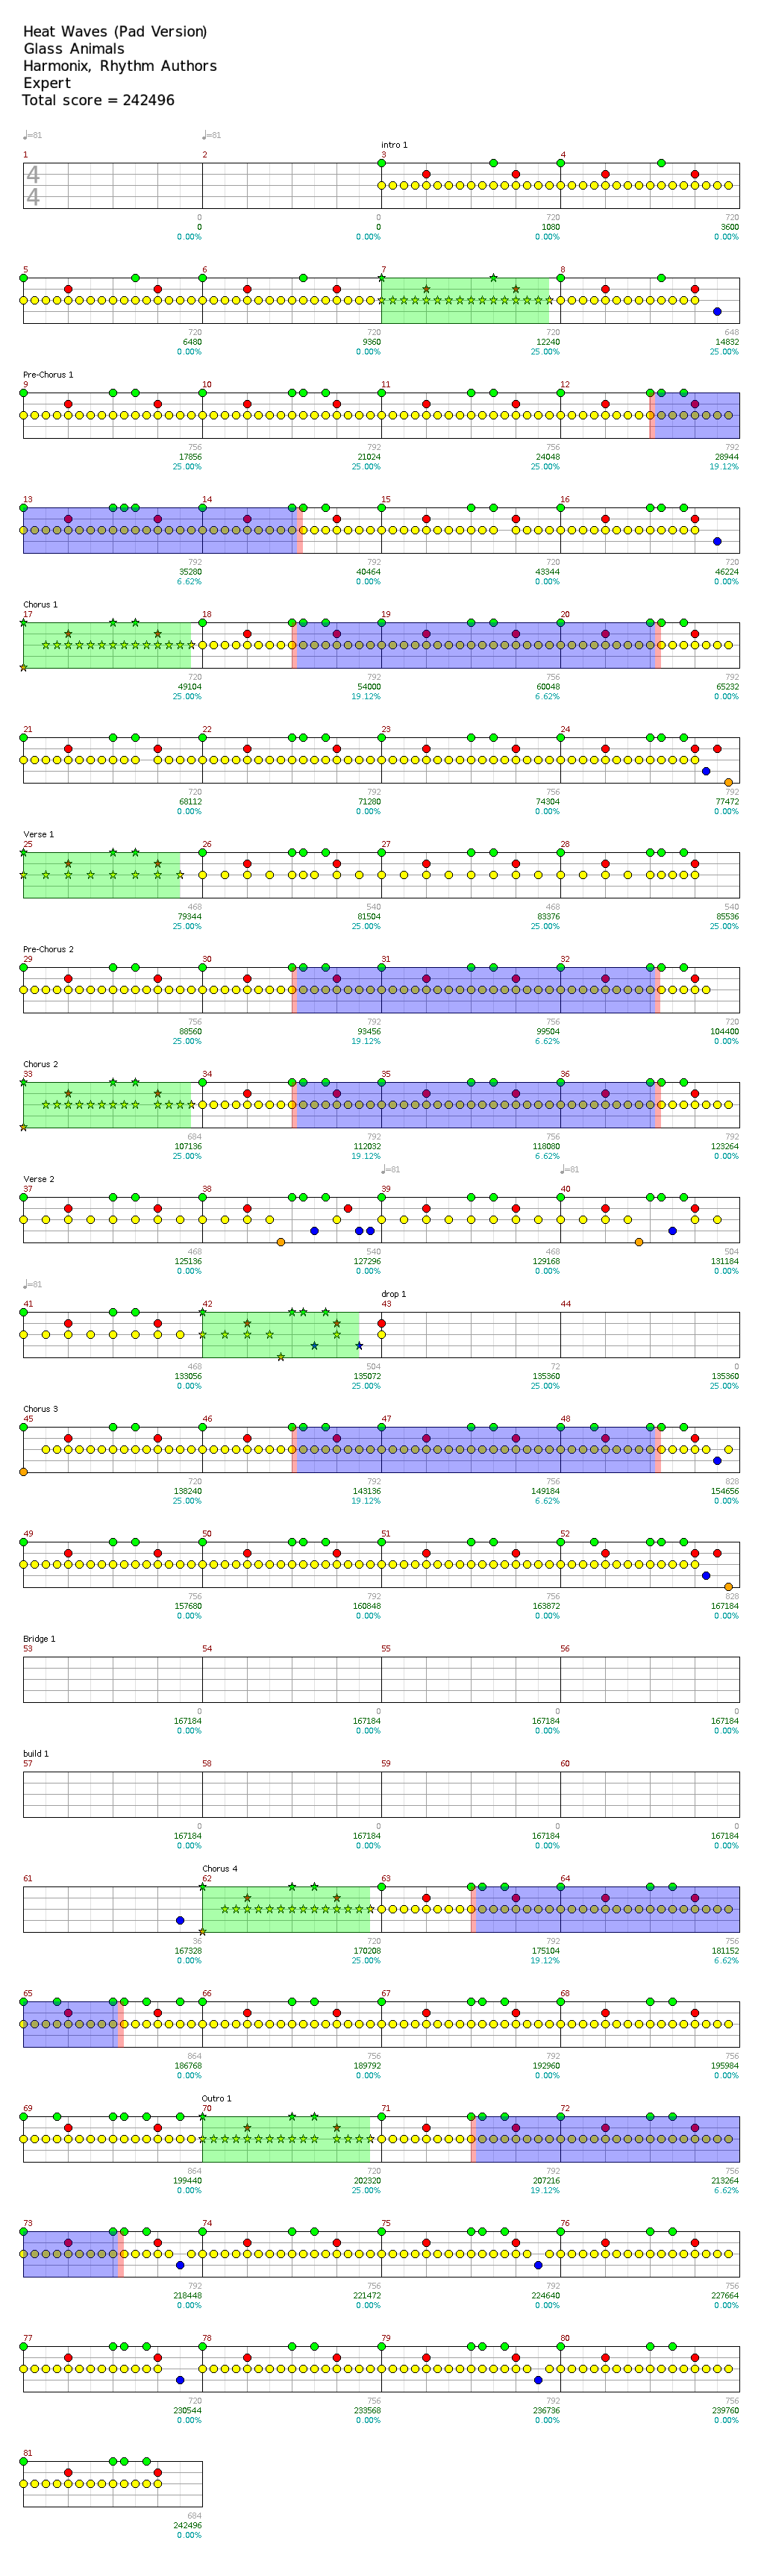 Heat Waves (Pad Version)
Glass Animals
Harmonix, Rhythm Authors
Expert
Total score = 242496
♩=81 ♩=81
intro 1
1 2 3 4
4
4
0 0 720 720
0 0 1080 3600
0.00% 0.00% 0.00% 0.00%
5 6 7 8
720 720 720 648
6480 9360 12240 14832
0.00% 0.00% 25.00% 25.00%
Pre-Chorus 1
9 10 11 12
756 792 756 792
17856 21024 24048 28944
25.00% 25.00% 25.00% 19.12%
13 14 15 16
792 792 720 720
35280 40464 43344 46224
6.62% 0.00% 0.00% 0.00%
Chorus 1
17 18 19 20
720 792 756 792
49104 54000 60048 65232
25.00% 19.12% 6.62% 0.00%
21 22 23 24
720 792 756 792
68112 71280 74304 77472
0.00% 0.00% 0.00% 0.00%
Verse 1
25 26 27 28
468 540 468 540
79344 81504 83376 85536
25.00% 25.00% 25.00% 25.00%
Pre-Chorus 2
29 30 31 32
756 792 756 720
88560 93456 99504 104400
25.00% 19.12% 6.62% 0.00%
Chorus 2
33 34 35 36
684 792 756 792
107136 112032 118080 123264
25.00% 19.12% 6.62% 0.00%
♩=81 ♩=81
Verse 2
37 38 39 40
468 540 468 504
125136 127296 129168 131184
0.00% 0.00% 0.00% 0.00%
♩=81
drop 1
41 42 43 44
468 504 72 0
133056 135072 135360 135360
0.00% 25.00% 25.00% 25.00%
Chorus 3
45 46 47 48
720 792 756 828
138240 143136 149184 154656
25.00% 19.12% 6.62% 0.00%
49 50 51 52
756 792 756 828
157680 160848 163872 167184
0.00% 0.00% 0.00% 0.00%
Bridge 1
53 54 55 56
0 0 0 0
167184 167184 167184 167184
0.00% 0.00% 0.00% 0.00%
build 1
57 58 59 60
0 0 0 0
167184 167184 167184 167184
0.00% 0.00% 0.00% 0.00%
Chorus 4
61 62 63 64
36 720 792 756
167328 170208 175104 181152
0.00% 25.00% 19.12% 6.62%
65 66 67 68
864 756 792 756
186768 189792 192960 195984
0.00% 0.00% 0.00% 0.00%
Outro 1
69 70 71 72
864 720 792 756
199440 202320 207216 213264
0.00% 25.00% 19.12% 6.62%
73 74 75 76
792 756 792 756
218448 221472 224640 227664
0.00% 0.00% 0.00% 0.00%
77 78 79 80
720 756 792 756
230544 233568 236736 239760
0.00% 0.00% 0.00% 0.00%
81
684
242496
0.00%